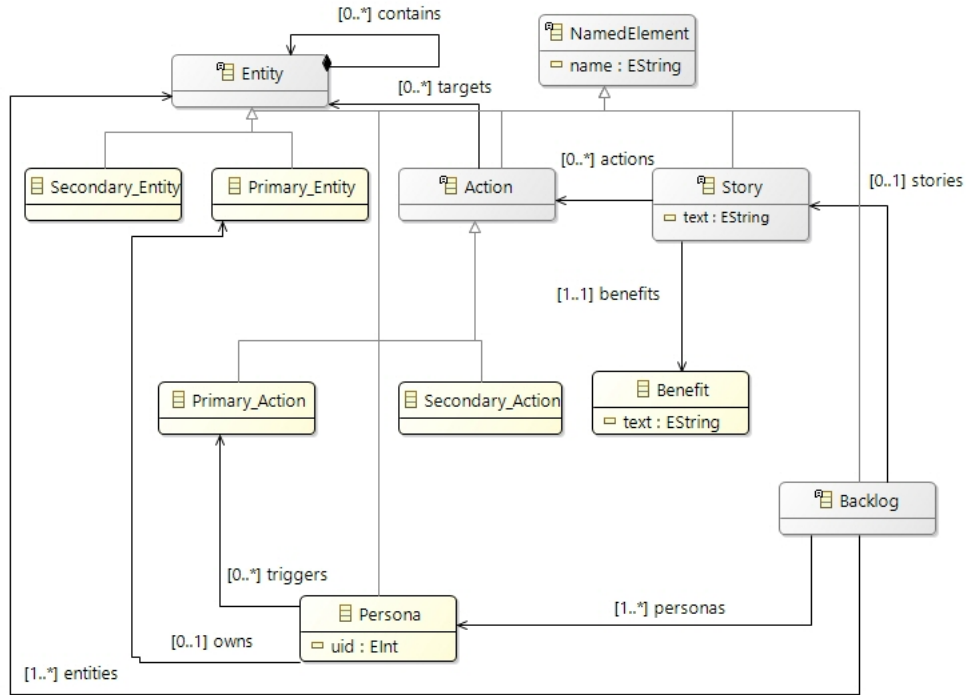 [0..*] contains
NamedElement
name : EString
Entity
[0..*] targets
Secondary_Entity
Primary_Entity
[0..*] actions
Action
Story
text : EString
[0..1] stories
[1..1] benefits
Primary_Action
Secondary_Action
Benefit
text : EString
Backlog
[0..*] triggers
Persona
uid : EInt
[1..*] personas
[0..1] owns
[1..*] entities